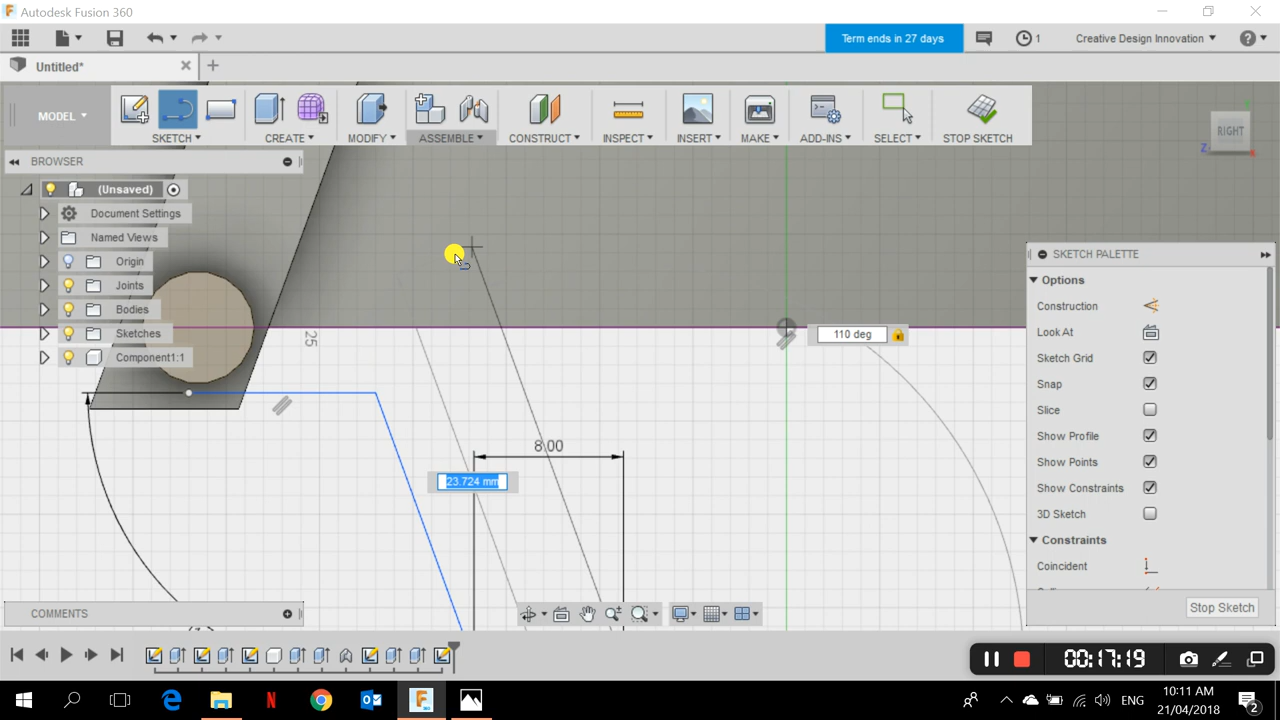 Autodesk Fusion 360
Term ends in 27 days
1
Creative Design Innovation
Untitled*
MODEL
SKETCH
CREATE
MODIFY
ASSEMBLE
CONSTRUCT
INSPECT
INSERT
MAKE
ADD-INS
SELECT
STOP SKETCH
RIGHT
Z
BROWSER
(Unsaved)
Document Settings
Named Views
Origin
Joints
Bodies
Sketches
Component1:1
25
110 deg
8.00
23.724 mm
SKETCH PALETTE
Options
Construction
Look At
Sketch Grid
Snap
Slice
Show Profile
Show Points
Show Constraints
3D Sketch
Constraints
Coincident
Stop Sketch
COMMENTS
00:17:19
ENG
10:11 AM
21/04/2018
2